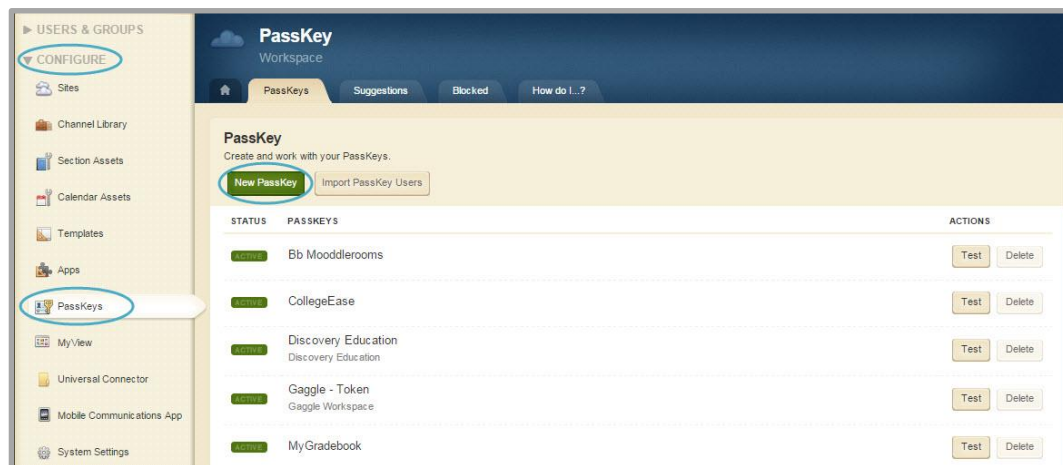 USERS & GROUPS
CONFIGURE
Sites
Channel Library
Section Assets
Calendar Assets
Templates
Apps
PassKeys
MyView
Universal Connector
Mobile Communications App
System Settings
PassKey
Workspace
PassKeys Suggestions Blocked How do I...?
PassKey
Create and work with your PassKeys.
New PassKey Import PassKey Users
STATUS PASSKEYS ACTIONS
ACTIVE Bb Mooddlerooms Test Delete
ACTIVE CollegeEase Test Delete
ACTIVE Discovery Education Test Delete
Discovery Education
ACTIVE Gaggle - Token Test Delete
Gaggle Workspace
ACTIVE MyGradebook Test Delete